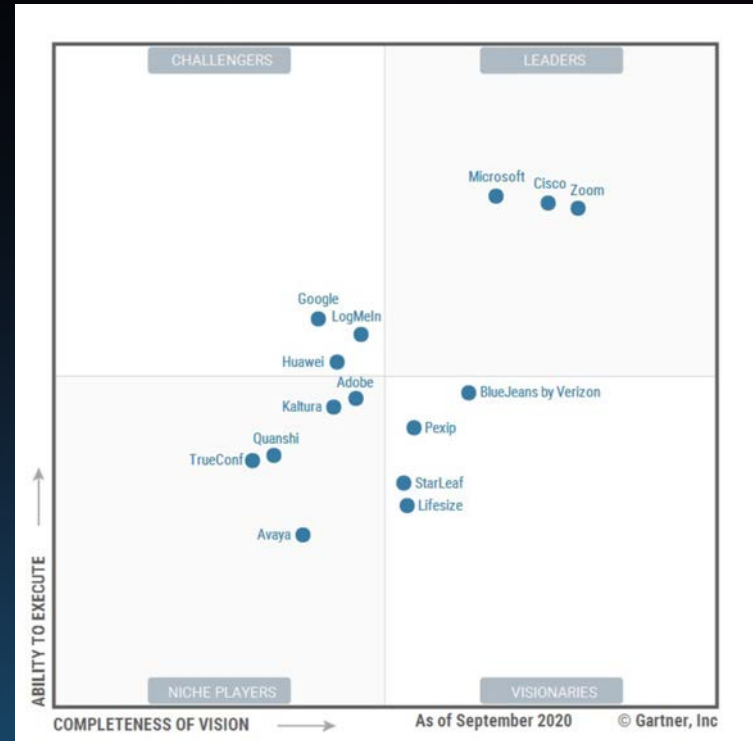 CHALLENGERS
LEADERS
Microsoft
Cisco
Zoom
Google
LogMeIn
Huawei
Adobe
Kaltura
BlueJeans by Verizon
Pexip
Quanshi
TrueConf
StarLeaf
Lifesize
Avaya
ABILITY TO EXECUTE
NICHE PLAYERS
VISIONARIES
COMPLETENESS OF VISION
As of September 2020
© Gartner, Inc